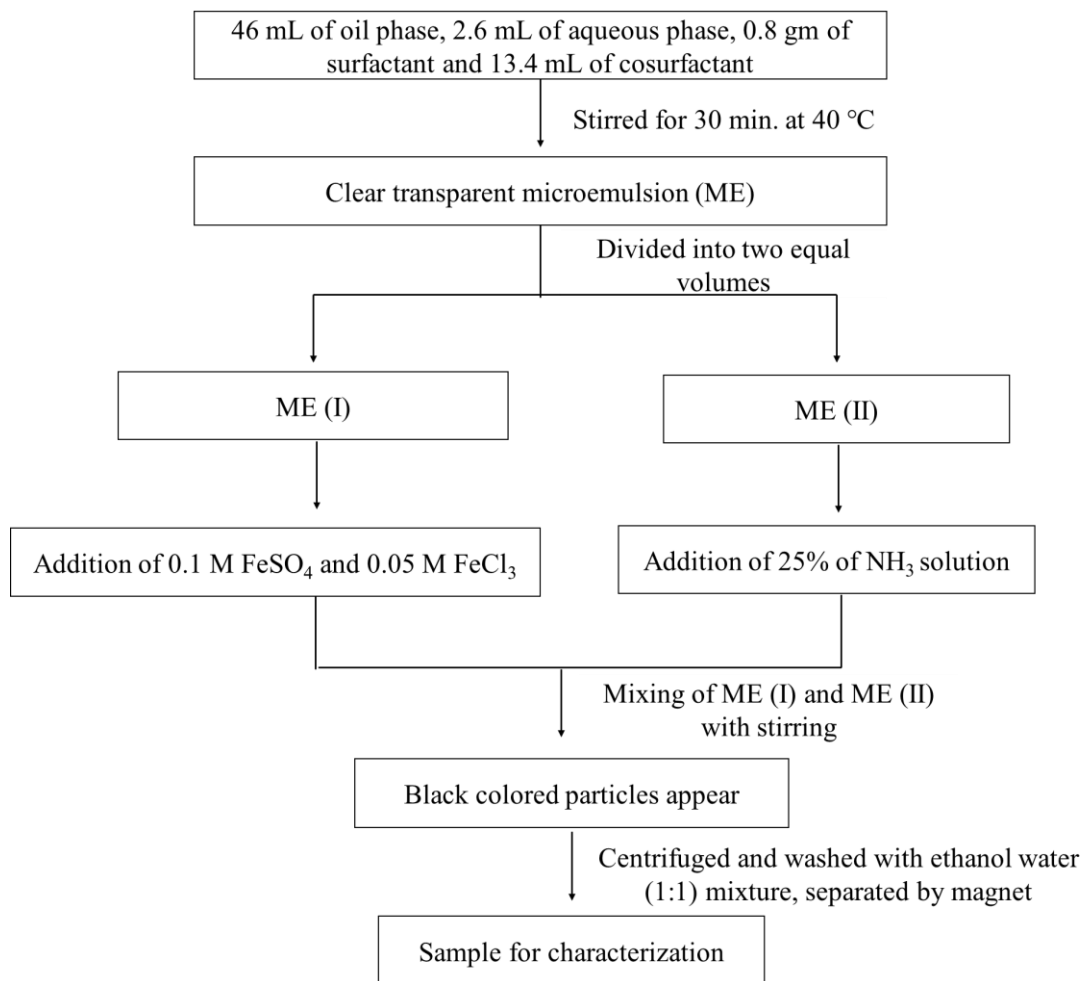 46 mL of oil phase, 2.6 mL of aqueous phase, 0.8 gm of
surfactant and 13.4 mL of cosurfactant
Stirred for 30 min. at 40 ℃
Clear transparent microemulsion (ME)
Divided into two equal
volumes
ME (I)
ME (II)
Addition of 0.1 M FeSO₄ and 0.05 M FeCl₃
Addition of 25% of NH₃ solution
Mixing of ME (I) and ME (II)
with stirring
Black colored particles appear
Centrifuged and washed with ethanol water
(1:1) mixture, separated by magnet
Sample for characterization